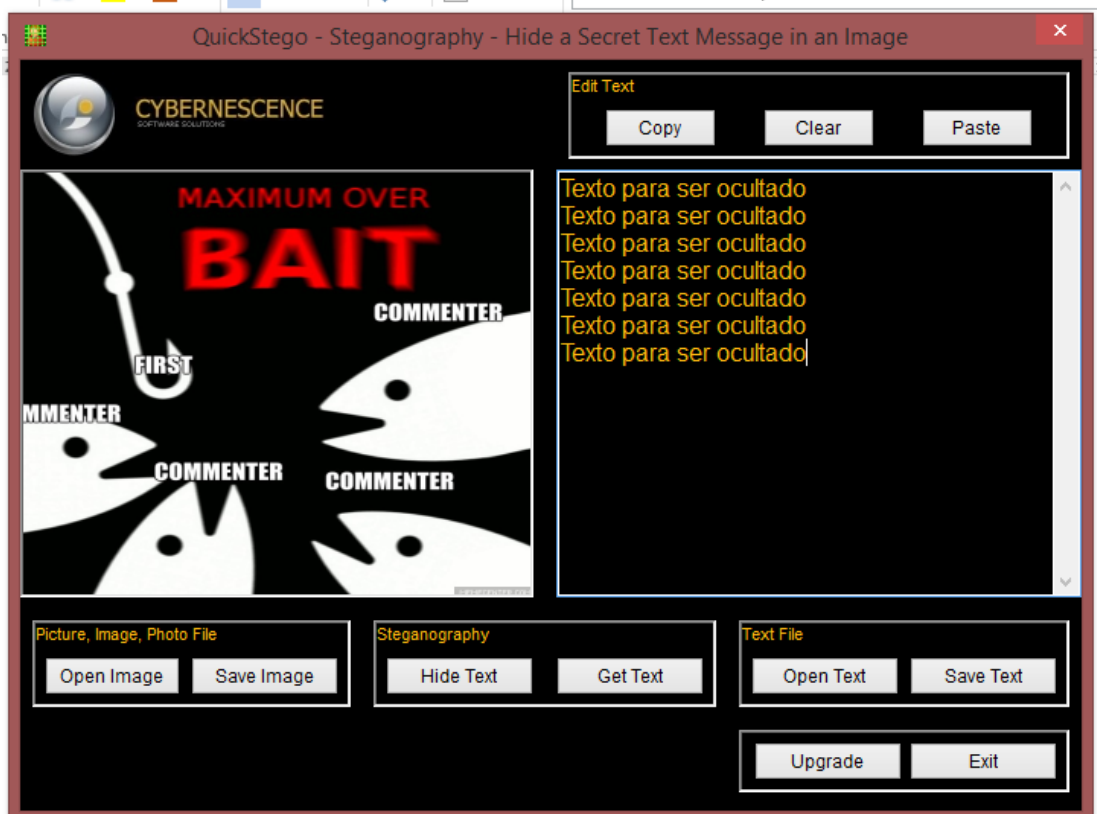 QuickStego - Steganography - Hide a Secret Text Message in an Image
CYBERNESCENCE
SOFTWARE SOLUTIONS
Edit Text
Copy Clear Paste
MAXIMUM OVER
BAIT
COMMENTER
FIRST
MMENTER
COMMENTER
COMMENTER
Texto para ser ocultado
Texto para ser ocultado
Texto para ser ocultado
Texto para ser ocultado
Texto para ser ocultado
Texto para ser ocultado
Texto para ser ocultado
Picture, Image, Photo File
Open Image Save Image
Steganography
Hide Text Get Text
Text File
Open Text Save Text
Upgrade Exit